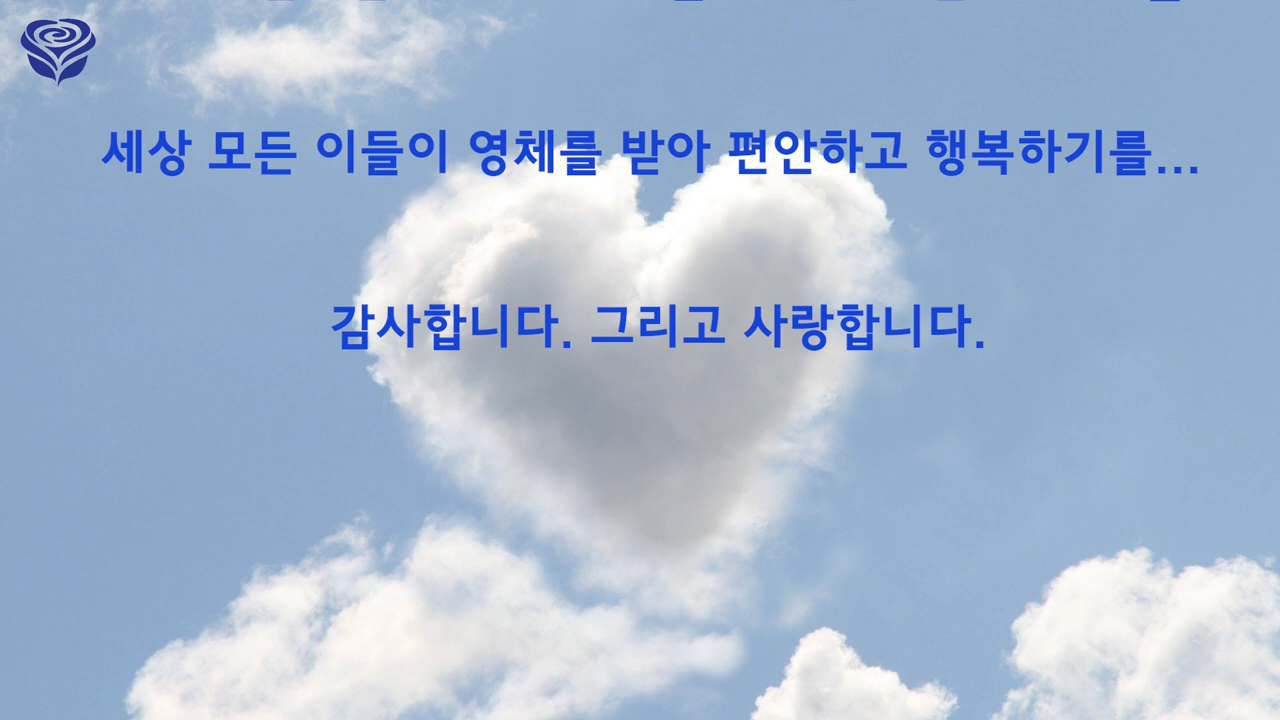 세상 모든 이들이 영체를 받아 편안하고 행복하기를...
감사합니다. 그리고 사랑합니다.